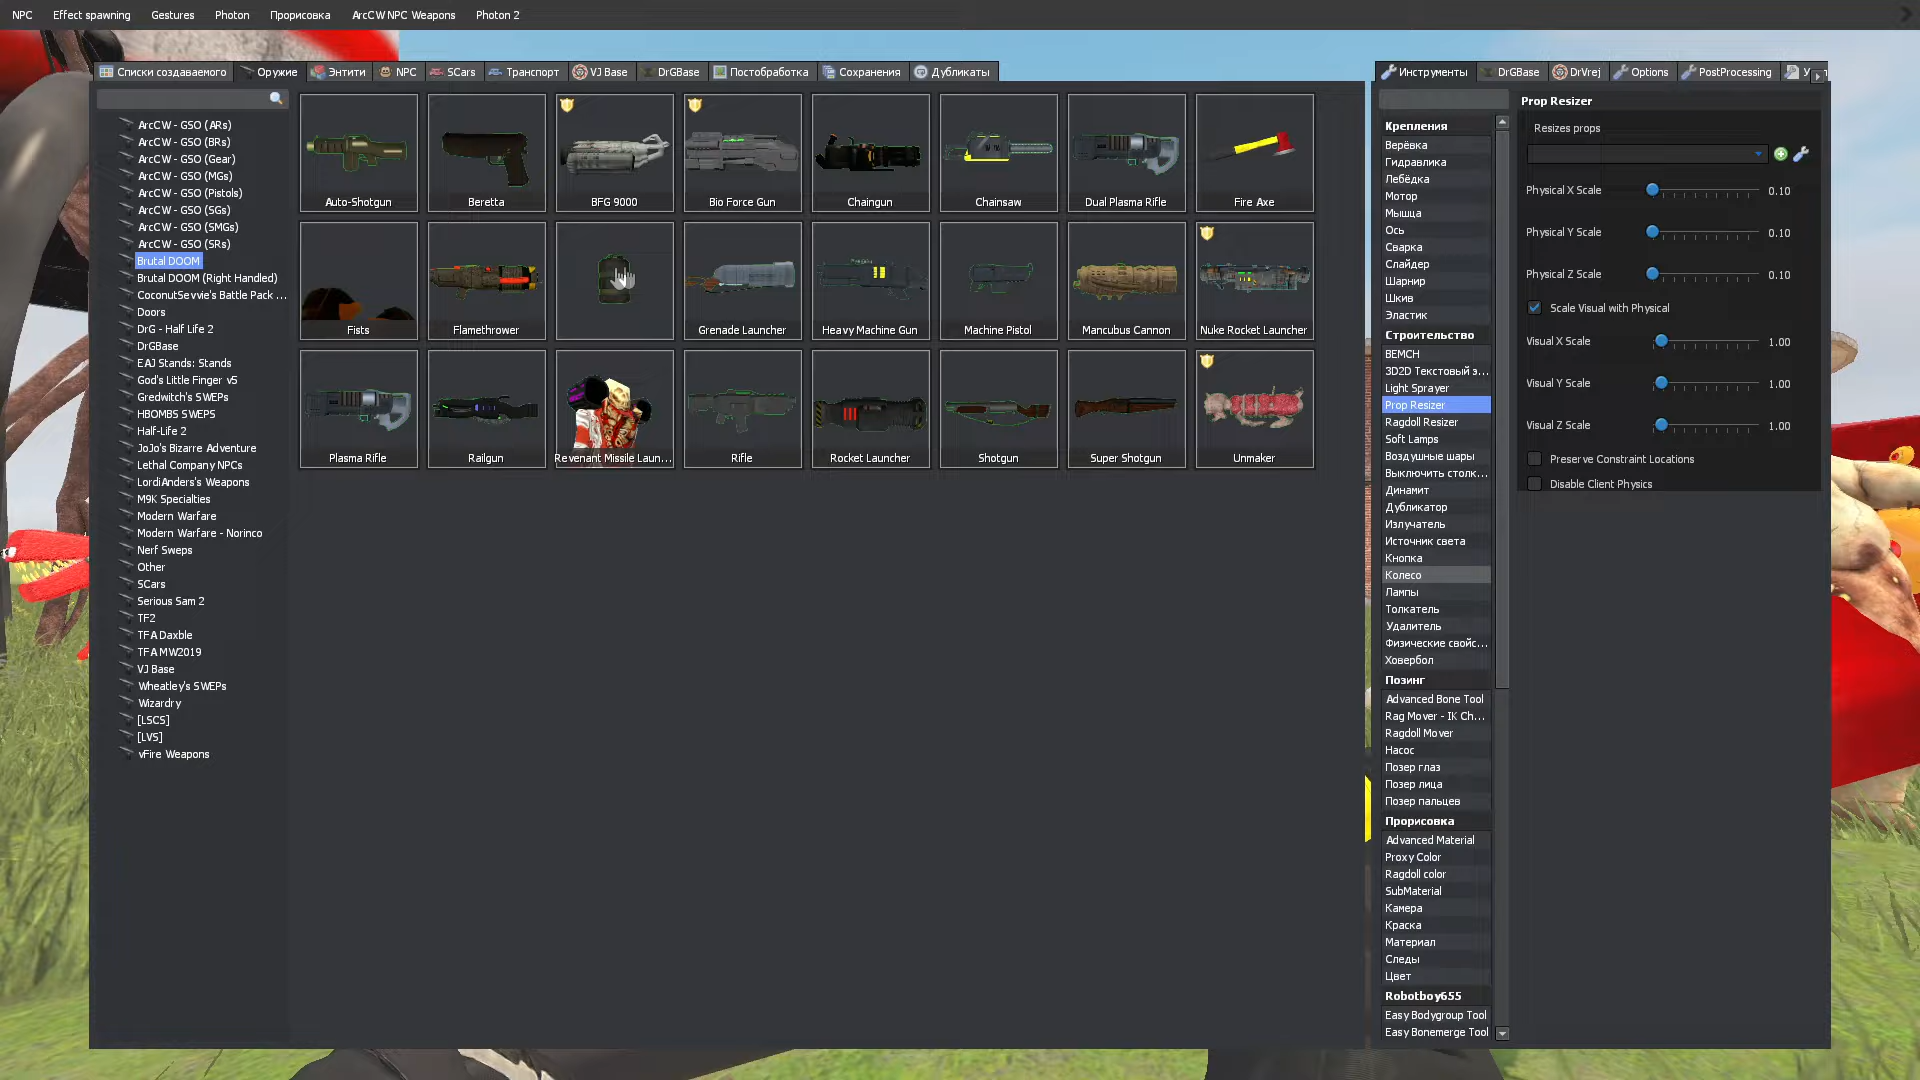 NPC Effect spawning Gestures Photon Прорисовка ArcCW NPC Weapons Photon 2
Списки создаваемого Оружие Энтити NPC SCars Транспорт VJ Base DrGBase Постобработка Сохранения Дубликаты
ArcCW - GSO (ARs)
ArcCW - GSO (BRs)
ArcCW - GSO (Gear)
ArcCW - GSO (MGs)
ArcCW - GSO (Pistols)
ArcCW - GSO (SGs)
ArcCW - GSO (SMGs)
ArcCW - GSO (SRs)
Brutal DOOM
Brutal DOOM (Right Handled)
CoconutSevvie's Battle Pack ...
Doors
DrG - Half Life 2
DrGBase
EAJ Stands: Stands
God's Little Finger v5
Gredwitch's SWEPs
HBOMBS SWEPS
Half-Life 2
JoJo's Bizarre Adventure
Lethal Company NPCs
LordiAnders's Weapons
M9K Specialties
Modern Warfare
Modern Warfare - Norinco
Nerf Sweps
Other
SCars
Serious Sam 2
TF2
TFA Daxble
TFA MW2019
VJ Base
Wheatley's SWEPs
Wizardry
[LSCS]
[LVS]
vFire Weapons
Auto-Shotgun Beretta BFG 9000 Bio Force Gun Chaingun Chainsaw Dual Plasma Rifle Fire Axe
Fists Flamethrower Grenade Launcher Heavy Machine Gun Machine Pistol Mancubus Cannon Nuke Rocket Launcher
Plasma Rifle Railgun Revenant Missile Laun... Rifle Rocket Launcher Shotgun Super Shotgun Unmaker
Инструменты DrGBase DrVrej Options PostProcessing
Крепления
Верёвка
Гидравлика
Лебёдка
Мотор
Мышца
Ось
Сварка
Слайдер
Шарнир
Шкив
Эластик
Строительство
BEMCH
3D2D Текстовый э...
Light Sprayer
Prop Resizer
Ragdoll Resizer
Soft Lamps
Воздушные шары
Выключить столк...
Динамит
Дубликатор
Излучатель
Источник света
Кнопка
Колесо
Лампы
Толкатель
Удалитель
Физические свойс...
Ховербол
Позинг
Advanced Bone Tool
Rag Mover - IK Ch...
Ragdoll Mover
Насос
Позер глаз
Позер лица
Позер пальцев
Прорисовка
Advanced Material
Proxy Color
Ragdoll color
SubMaterial
Камера
Краска
Материал
Следы
Цвет
Robotboy655
Easy Bodygroup Tool
Easy Bonemerge Tool
Prop Resizer
Resizes props
Physical X Scale 0.10
Physical Y Scale 0.10
Physical Z Scale 0.10
Scale Visual with Physical
Visual X Scale 1.00
Visual Y Scale 1.00
Visual Z Scale 1.00
Preserve Constraint Locations
Disable Client Physics